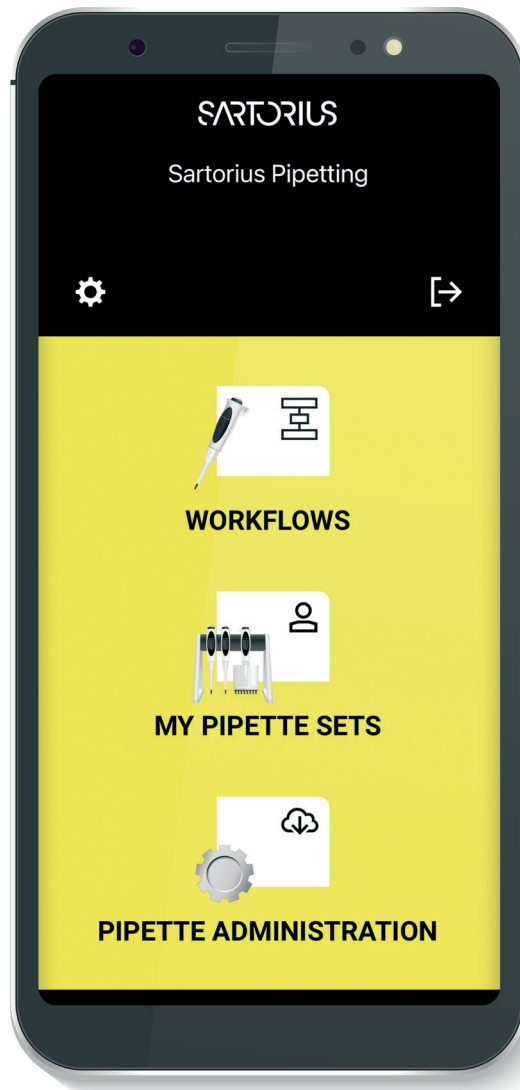 SARTORIUS
Sartorius Pipetting
WORKFLOWS
MY PIPETTE SETS
PIPETTE ADMINISTRATION